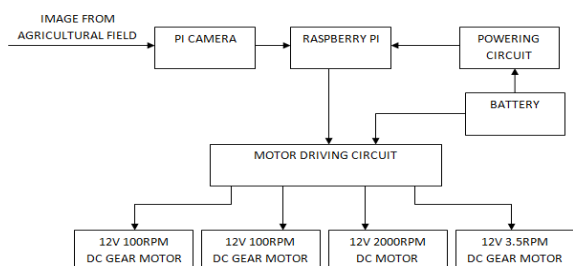 IMAGE FROM
AGRICULTURAL FIELD
PI CAMERA
RASPBERRY PI
POWERING
CIRCUIT
BATTERY
MOTOR DRIVING CIRCUIT
12V 100RPM
DC GEAR MOTOR
12V 100RPM
DC GEAR MOTOR
12V 2000RPM
DC MOTOR
12V 3.5RPM
DC GEAR MOTOR